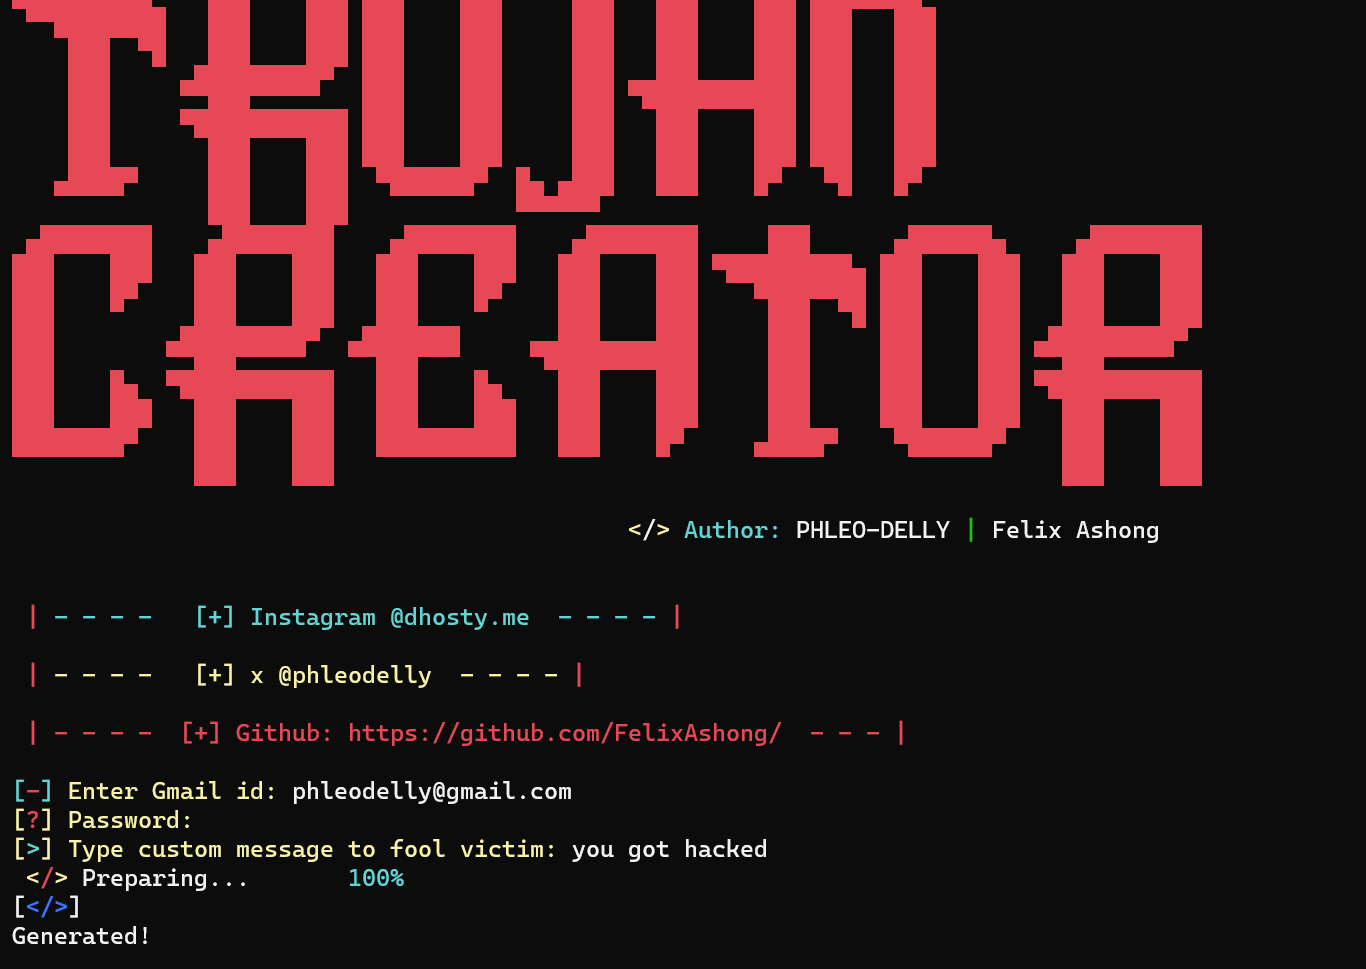 TROJAN
CREATOR
</> Author: PHLEO-DELLY | Felix Ashong
| - - - -   [+] Instagram @dhosty.me  - - - - |
| - - - -   [+] x @phleodelly  - - - - |
| - - - -  [+] Github: https://github.com/FelixAshong/  - - - |
[-] Enter Gmail id: phleodelly@gmail.com
[?] Password:
[>] Type custom message to fool victim: you got hacked
</> Preparing...       100%
[</>]
Generated!